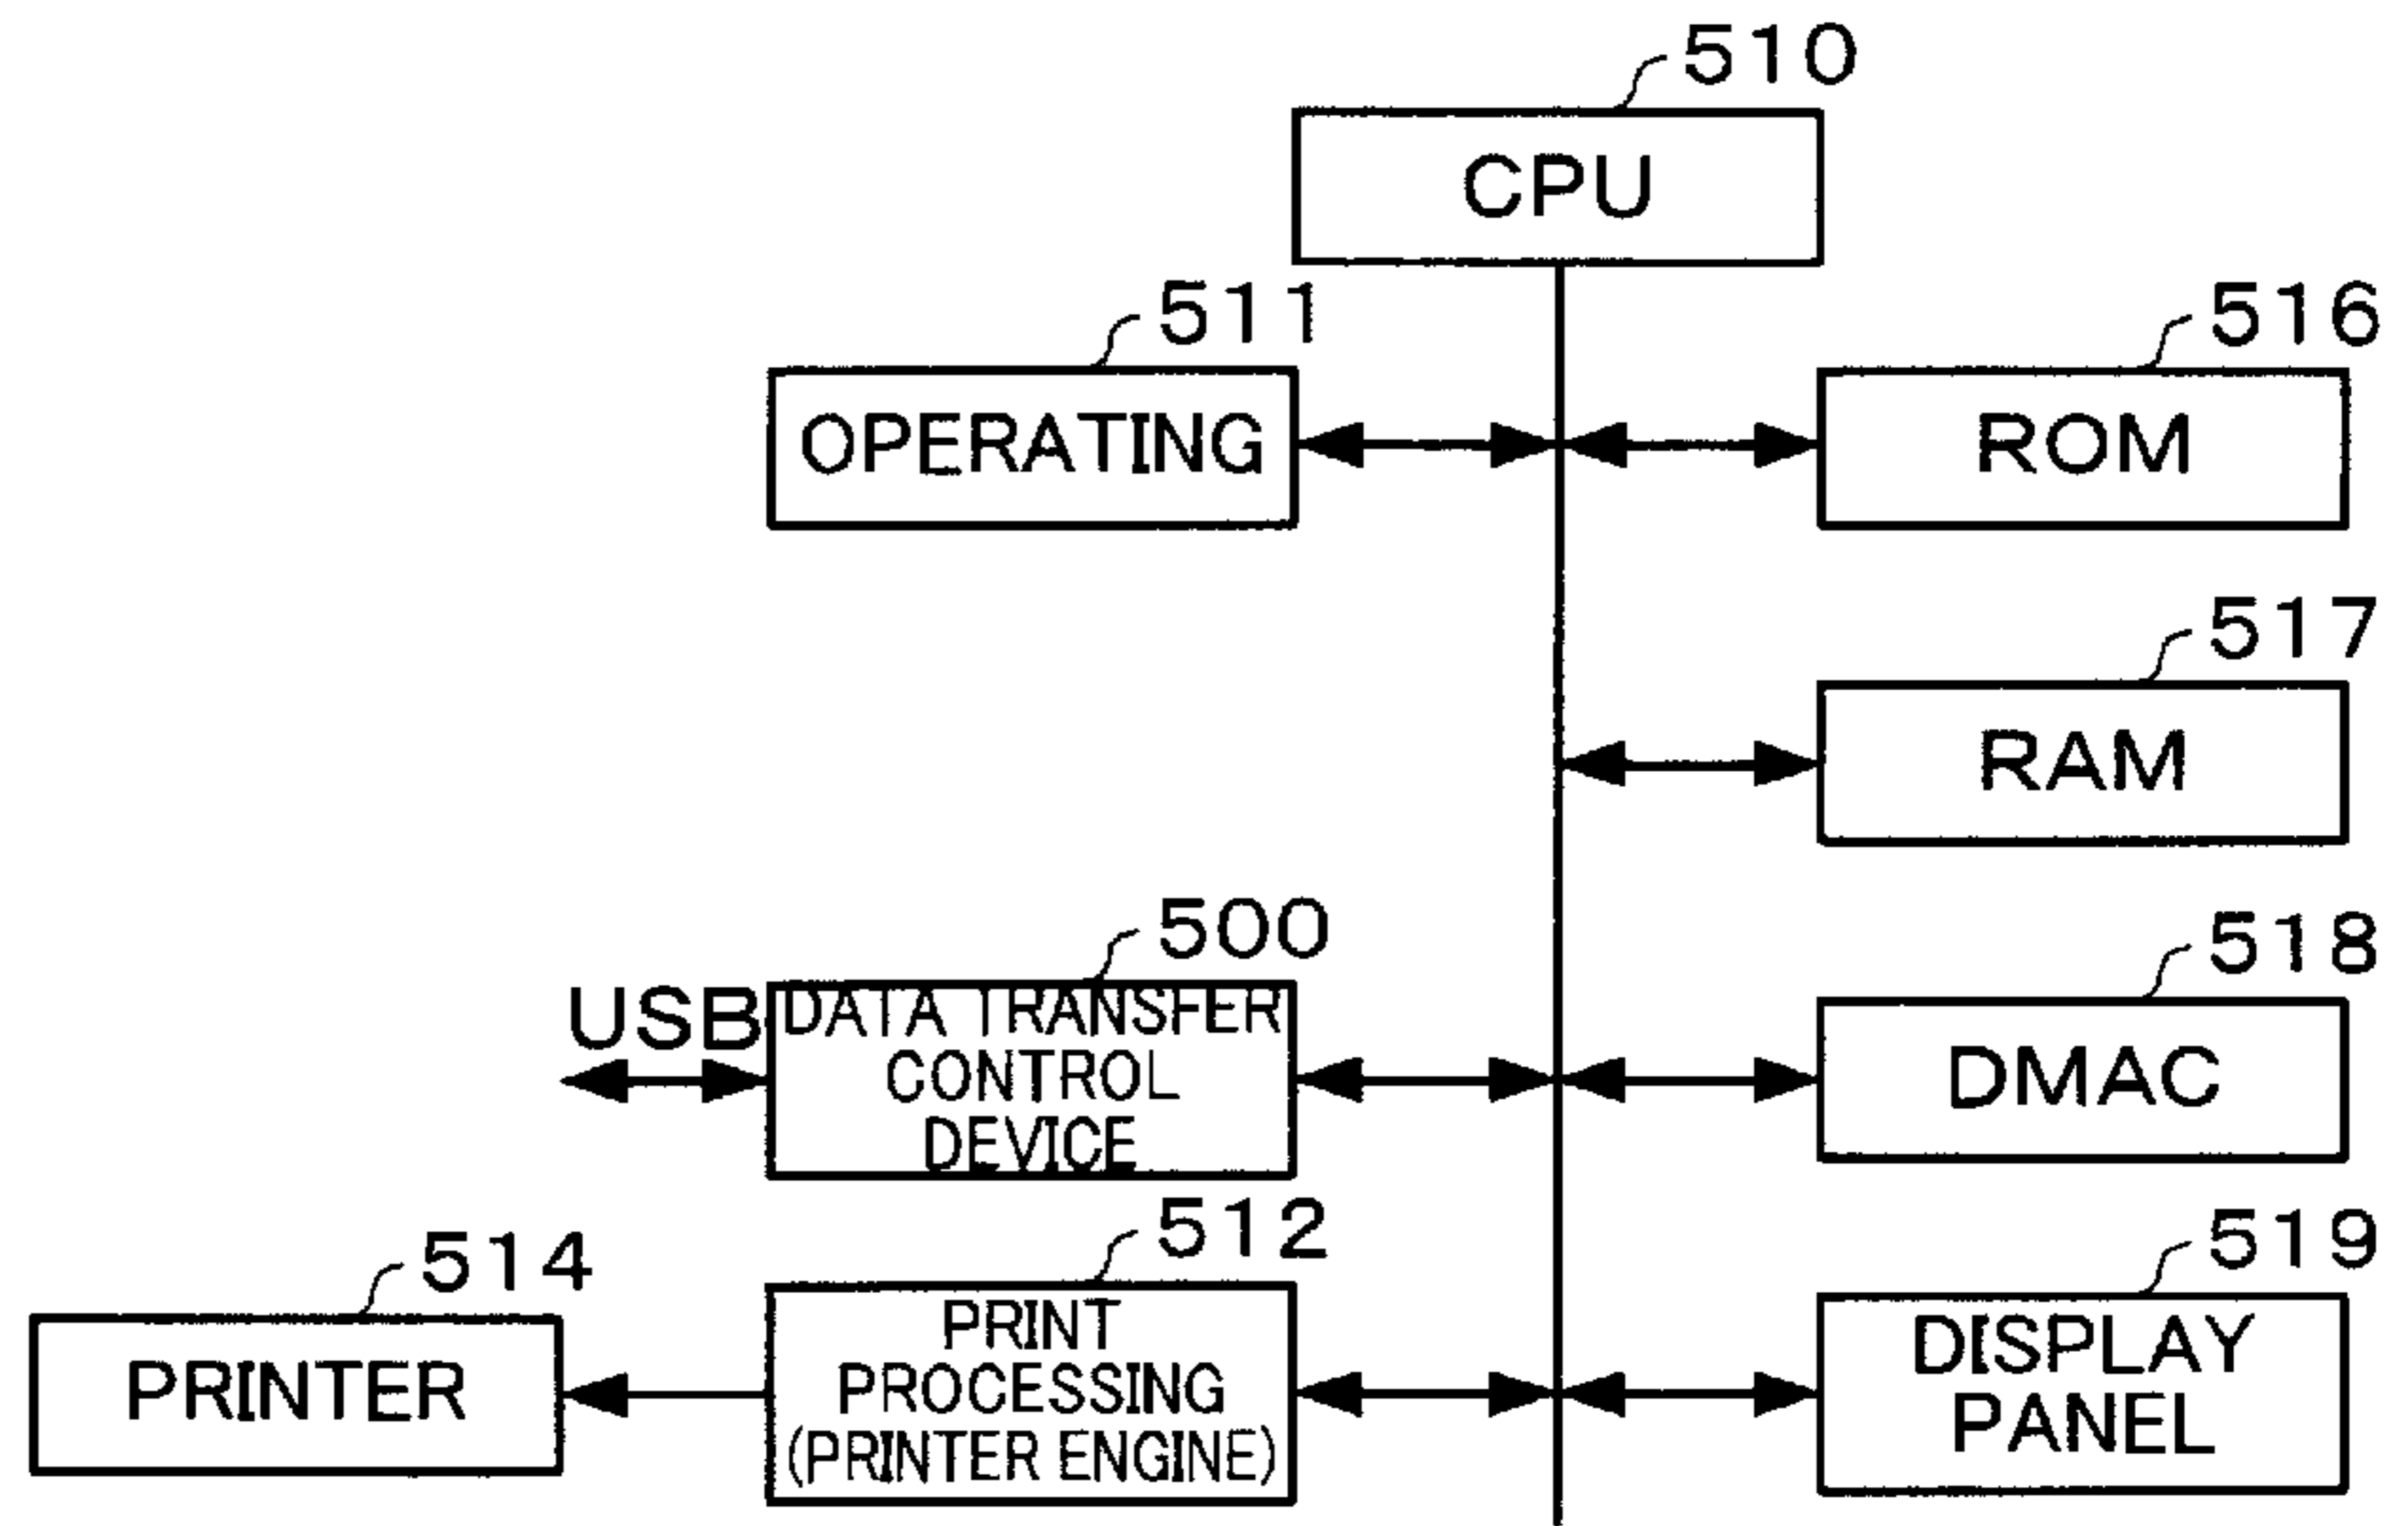 510
CPU
511
OPERATING
516
ROM
517
RAM
500
USB
DATA TRANSFER
CONTROL
DEVICE
518
DMAC
514
PRINTER
512
PRINT
PROCESSING
(PRINTER ENGINE)
519
DISPLAY
PANEL